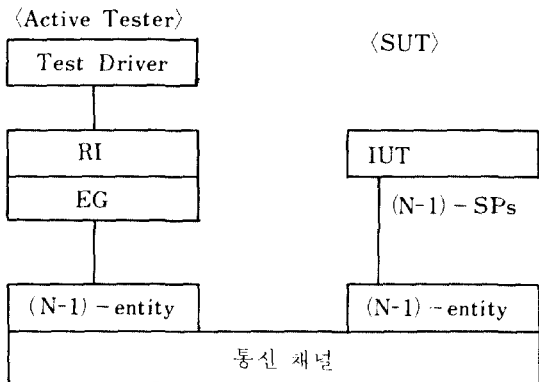 〈Active Tester〉
Test Driver
RI
EG
(N-1) - entity
〈SUT〉
IUT
(N-1) - SPs
(N-1) - entity
통신 채널